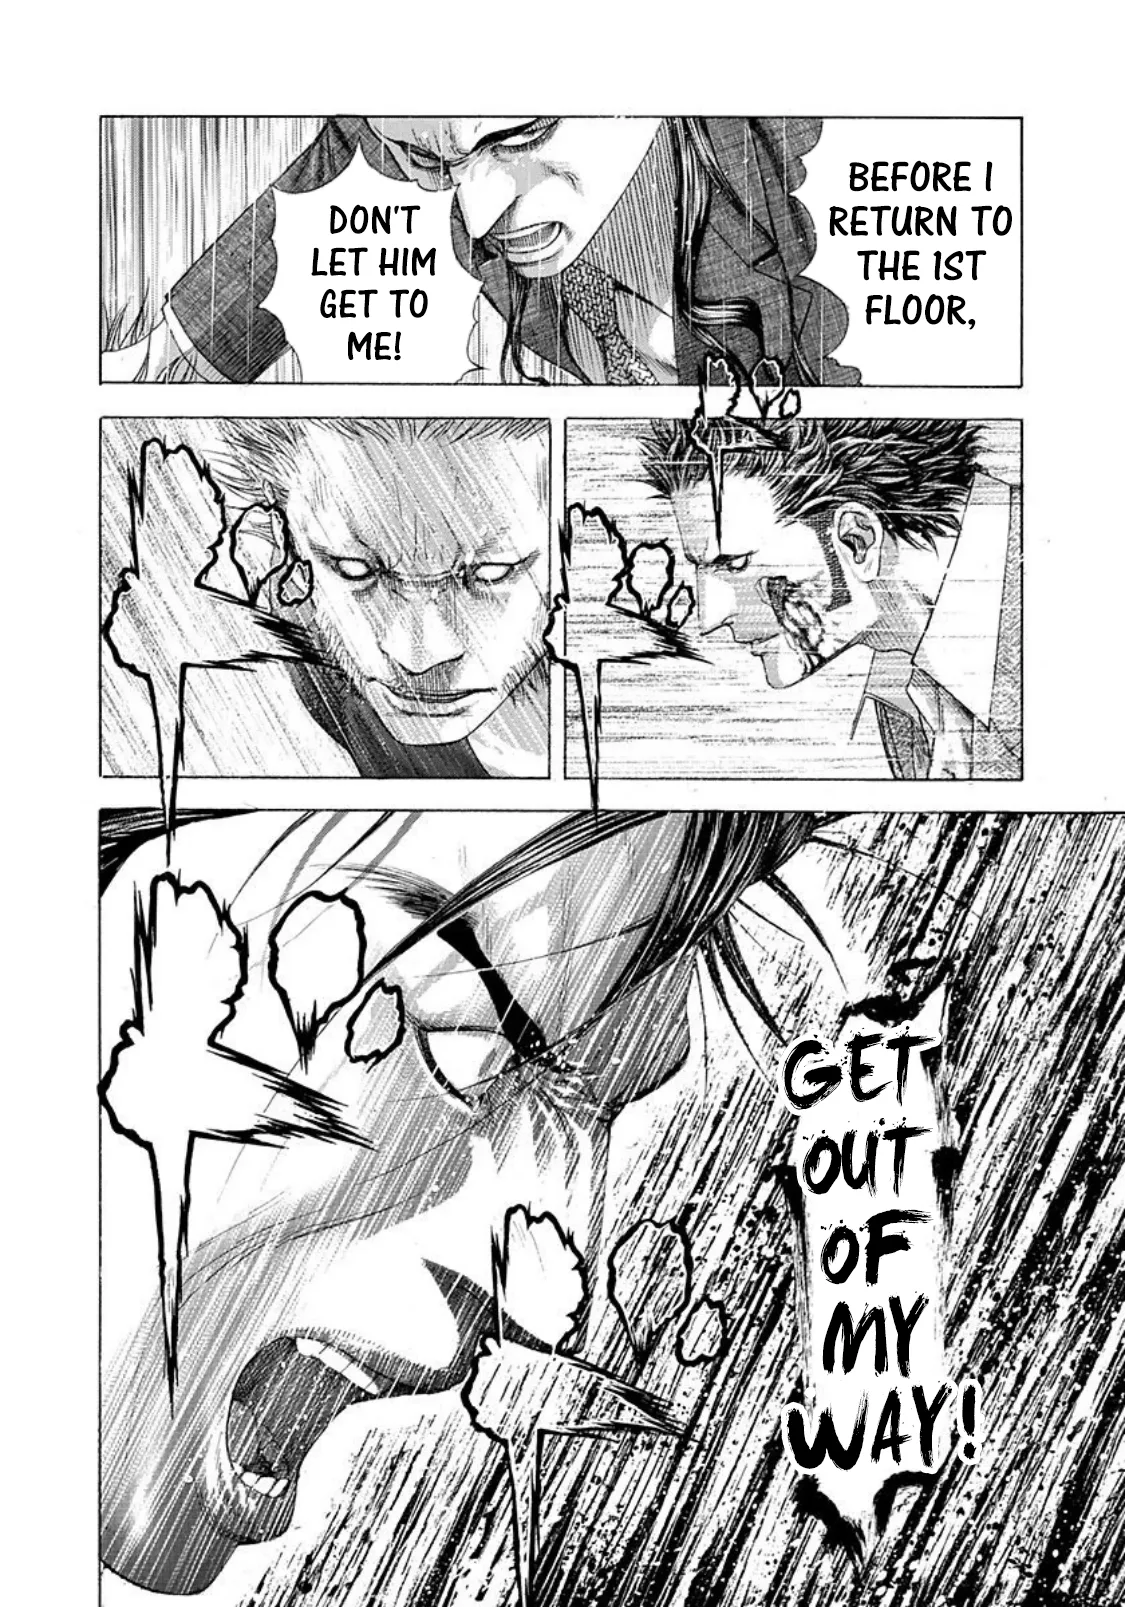 BEFORE I
RETURN TO
THE 1ST
FLOOR,
DON'T
LET HIM
GET TO
ME!
GET
OUT
OF
MY
WAY!